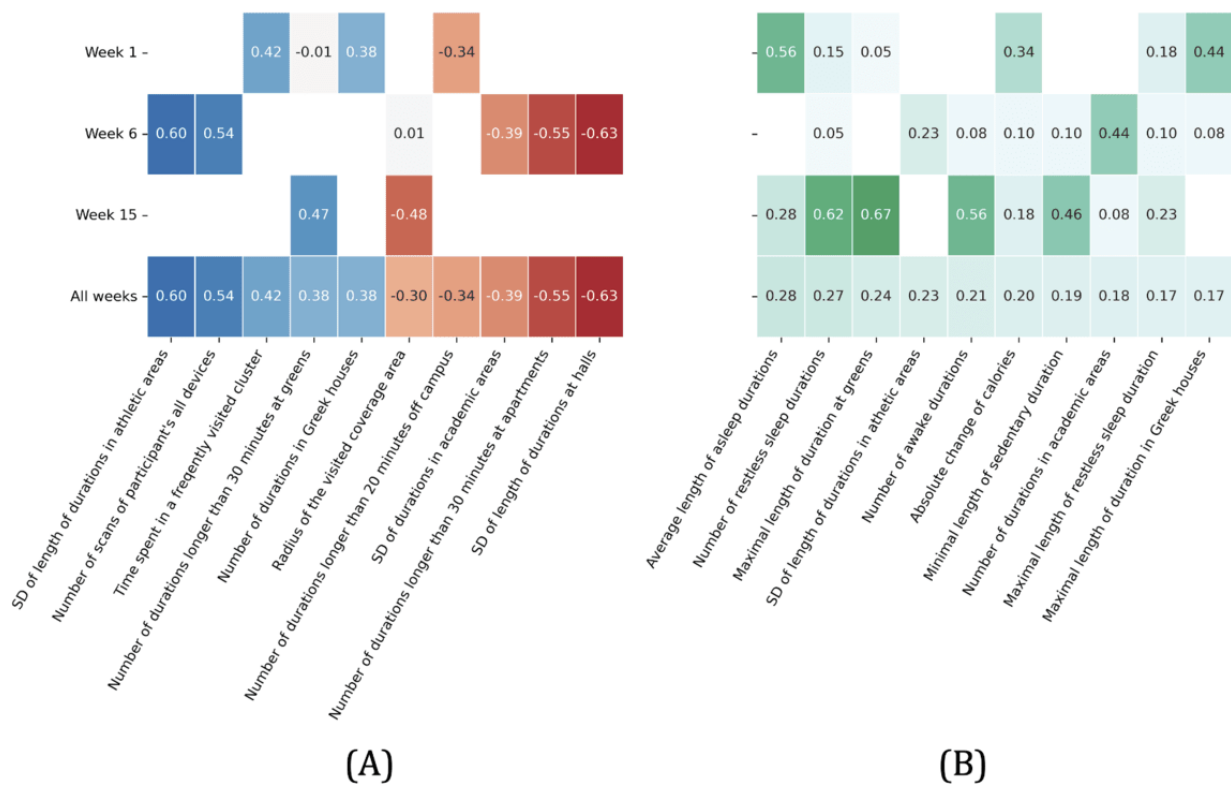 Week 1
0.42 -0.01 0.38 -0.34
0.56 0.15 0.05 0.34 0.18 0.44
Week 6
0.60 0.54 0.01 -0.39 -0.55 -0.63
0.05 0.23 0.08 0.10 0.10 0.44 0.10 0.08
Week 15
0.47 -0.48
0.28 0.62 0.67 0.56 0.18 0.46 0.08 0.23
All weeks
0.60 0.54 0.42 0.38 0.38 -0.30 -0.34 -0.39 -0.55 -0.63
0.28 0.27 0.24 0.23 0.21 0.20 0.19 0.18 0.17 0.17
SD of length of durations in athletic areas
Number of scans of participant's all devices
Time spent in a freqently visited cluster
Number of durations longer than 30 minutes at greens
Number of durations in Greek houses
Radius of the visited coverage area
Number of durations longer than 20 minutes off campus
SD of durations in academic areas
Number of durations longer than 30 minutes at apartments
SD of length of durations at halls
Average length of asleep durations
Number of restless sleep durations
Maximal length of duration at greens
SD of length of durations in athetic areas
Number of awake durations
Absolute change of calories
Minimal length of sedentary duration
Number of durations in academic areas
Maximal length of restless sleep duration
Maximal length of duration in Greek houses
(A)
(B)